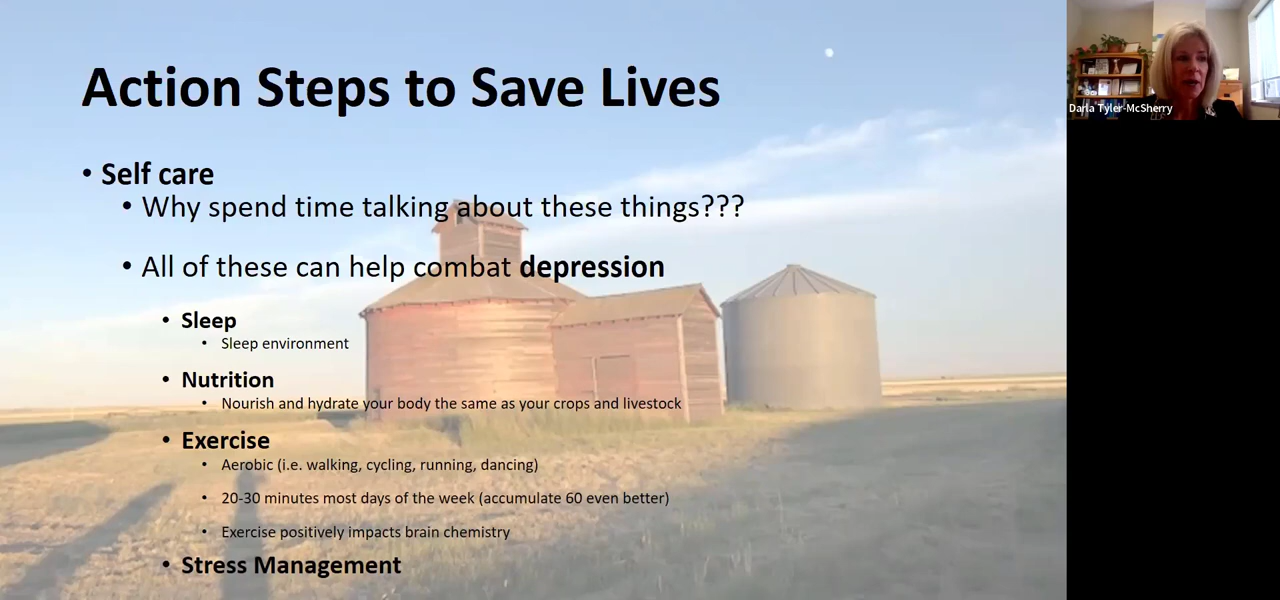 Action Steps to Save Lives
• Self care
• Why spend time talking about these things???
• All of these can help combat depression
• Sleep
• Sleep environment
• Nutrition
• Nourish and hydrate your body the same as your crops and livestock
• Exercise
• Aerobic (i.e. walking, cycling, running, dancing)
• 20-30 minutes most days of the week (accumulate 60 even better)
• Exercise positively impacts brain chemistry
• Stress Management
Darla Tyler-McSherry